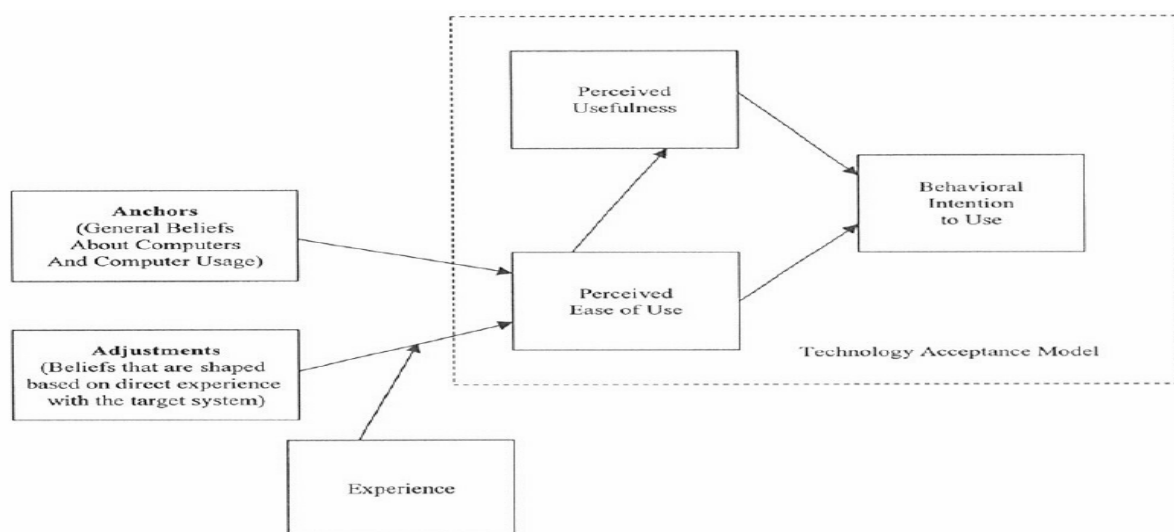 Perceived
Usefulness
Behavioral
Intention
to Use
Anchors
(General Beliefs
About Computers
And Computer Usage)
Perceived
Ease of Use
Adjustments
(Beliefs that are shaped
based on direct experience
with the target system)
Technology Acceptance Model
Experience